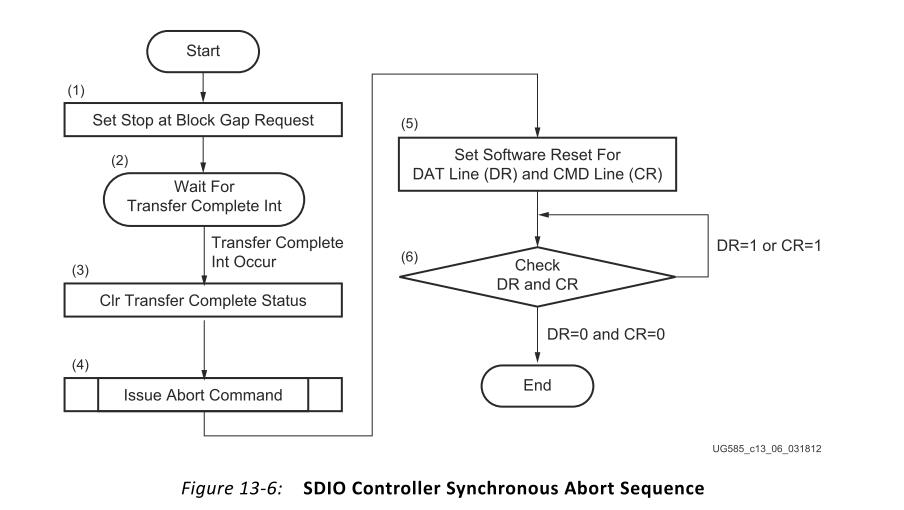 Start
(1)
Set Stop at Block Gap Request
(2)
Wait For
Transfer Complete Int
Transfer Complete
Int Occur
(3)
Clr Transfer Complete Status
(4)
Issue Abort Command
(5)
Set Software Reset For
DAT Line (DR) and CMD Line (CR)
DR=1 or CR=1
(6)
Check
DR and CR
DR=0 and CR=0
End
UG585_c13_06_031812
Figure 13-6: SDIO Controller Synchronous Abort Sequence